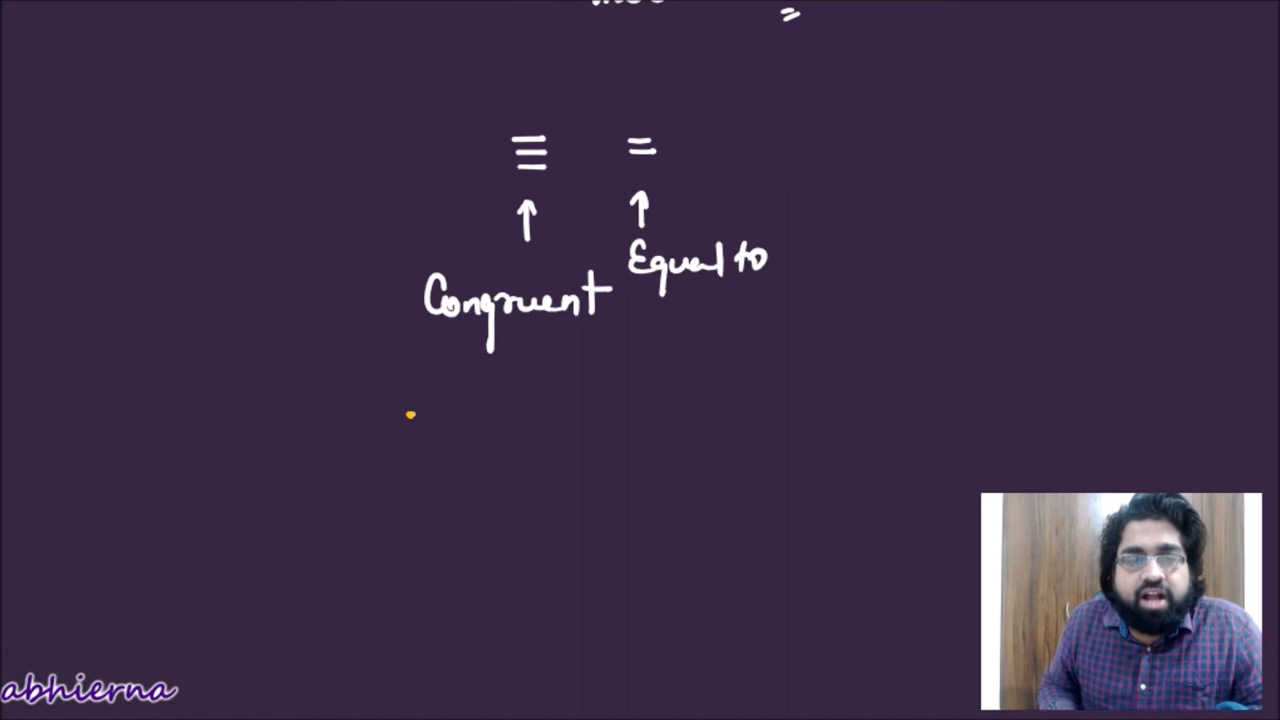 ≡ =
↑ ↑
Equal to
Congruent
abhierna